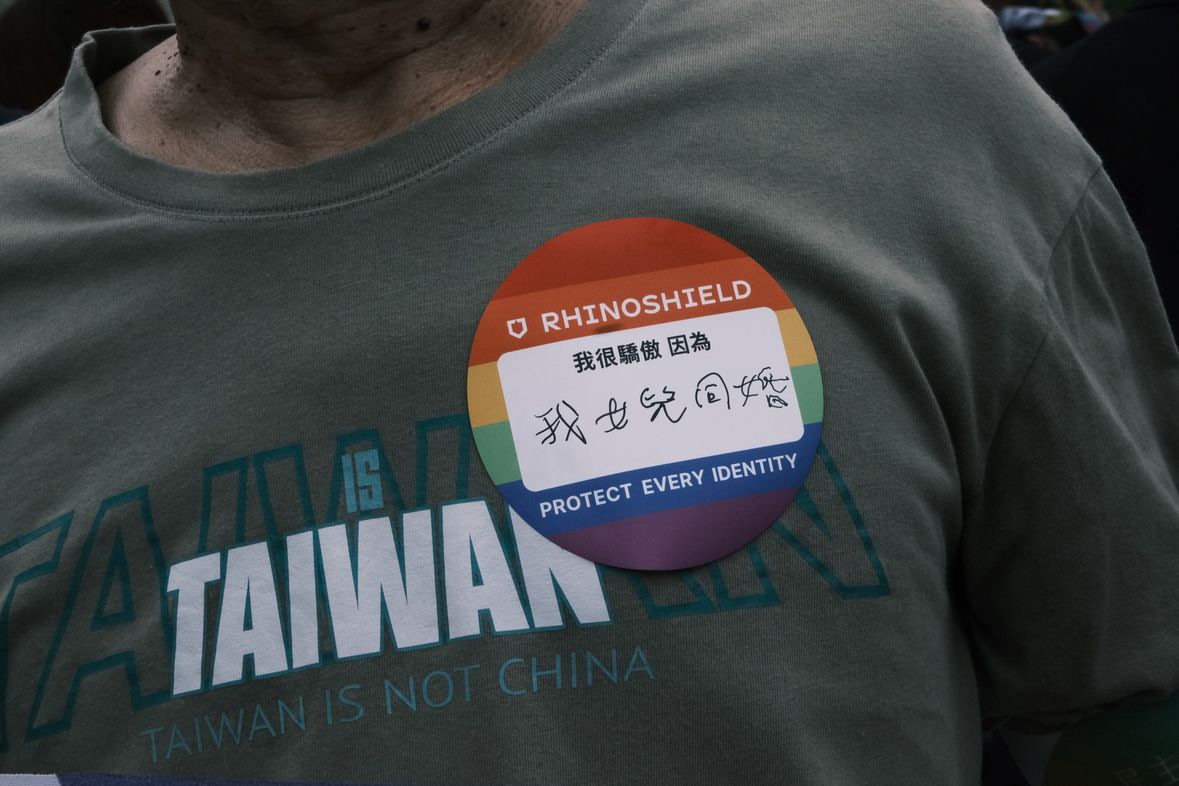 RHINOSHIELD
我很驕傲 因為
我女兒同婚
PROTECT EVERY IDENTITY
TAIWAN
IS
TAIWAN
TAIWAN IS NOT CHINA